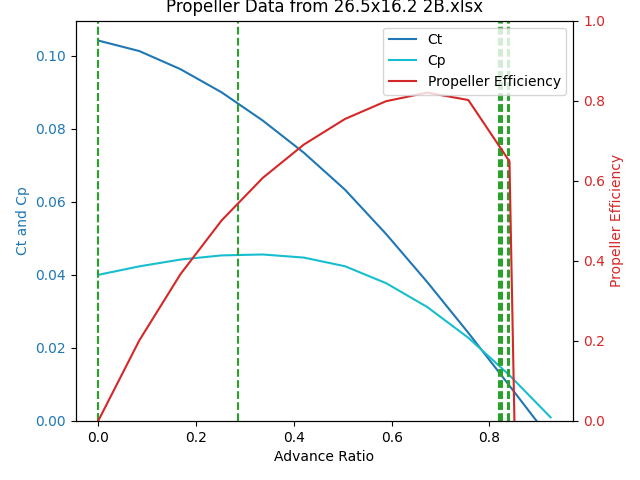 Propeller Data from 26.5x16.2 2B.xlsx
Ct
Cp
Propeller Efficiency
0.10
0.08
0.06
0.04
0.02
0.00
Ct and Cp
1.0
0.8
0.6
0.4
0.2
0.0
Propeller Efficiency
0.0
0.2
0.4
0.6
0.8
Advance Ratio